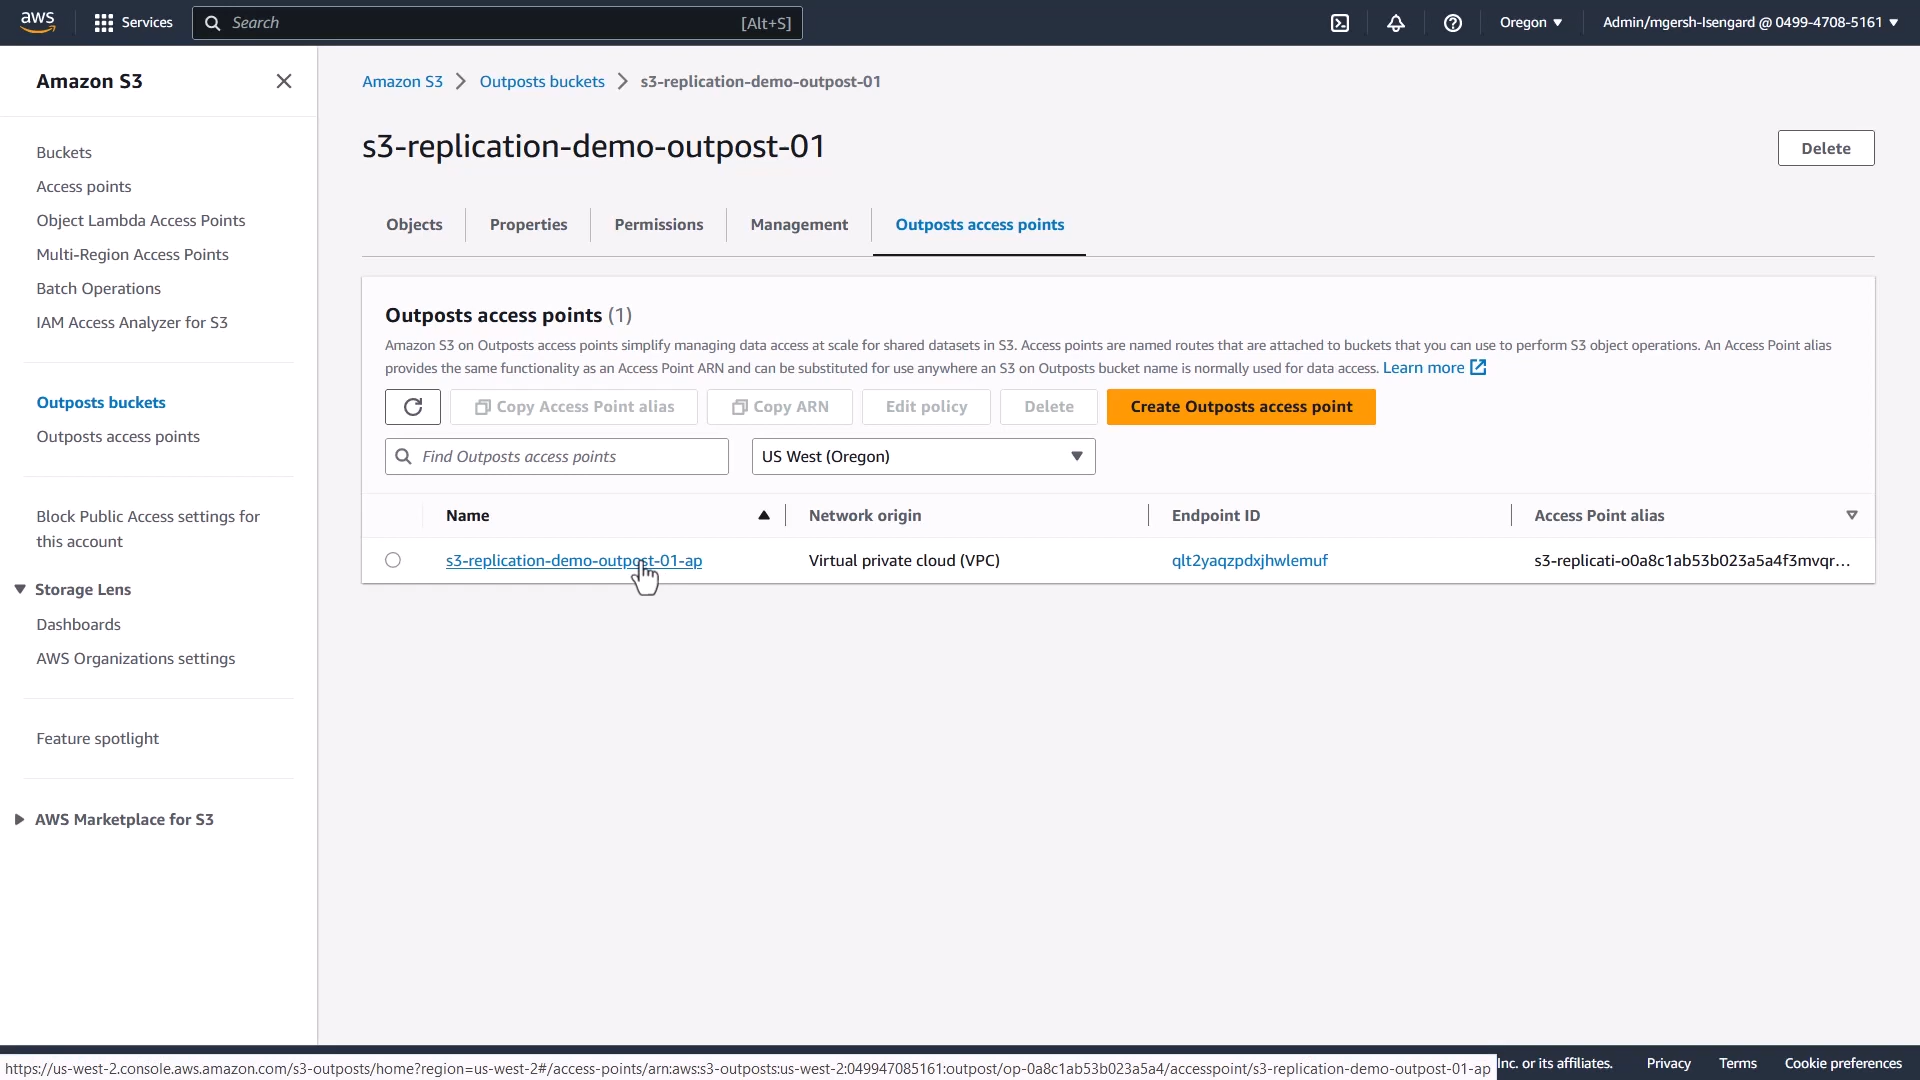 aws
Services
Search
[Alt+S]
Oregon
Admin/mgersh-Isengard @ 0499-4708-5161
Amazon S3
Buckets
Access points
Object Lambda Access Points
Multi-Region Access Points
Batch Operations
IAM Access Analyzer for S3
Outposts buckets
Outposts access points
Block Public Access settings for
this account
Storage Lens
Dashboards
AWS Organizations settings
Feature spotlight
AWS Marketplace for S3
Amazon S3 > Outposts buckets > s3-replication-demo-outpost-01
s3-replication-demo-outpost-01
Delete
Objects
Properties
Permissions
Management
Outposts access points
Outposts access points (1)
Amazon S3 on Outposts access points simplify managing data access at scale for shared datasets in S3. Access points are named routes that are attached to buckets that you can use to perform S3 object operations. An Access Point alias
provides the same functionality as an Access Point ARN and can be substituted for use anywhere an S3 on Outposts bucket name is normally used for data access. Learn more
Copy Access Point alias
Copy ARN
Edit policy
Delete
Create Outposts access point
Find Outposts access points
US West (Oregon)
Name
Network origin
Endpoint ID
Access Point alias
s3-replication-demo-outpost-01-ap
Virtual private cloud (VPC)
qlt2yaqzpdxjhwlemuf
s3-replicati-o0a8c1ab53b023a5a4f3mvqr...
https://us-west-2.console.aws.amazon.com/s3-outposts/home?region=us-west-2#/access-points/arn:aws:s3-outposts:us-west-2:049947085161:outpost/op-0a8c1ab53b023a5a4/accesspoint/s3-replication-demo-outpost-01-ap
Inc. or its affiliates.
Privacy
Terms
Cookie preferences